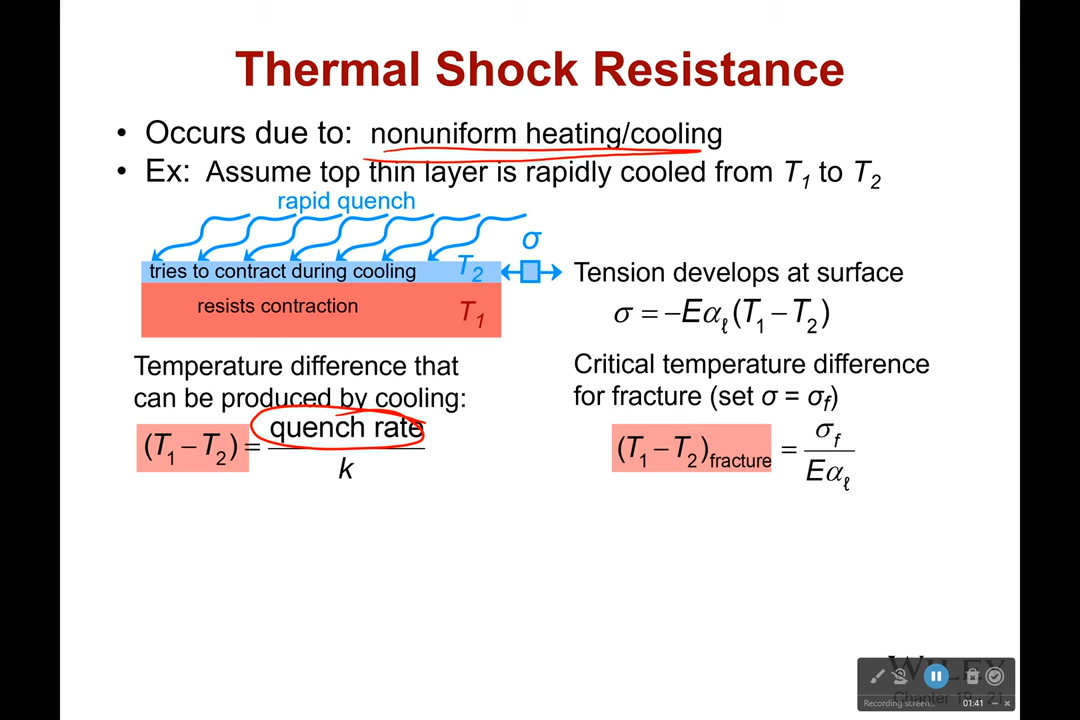 Thermal Shock Resistance
• Occurs due to: nonuniform heating/cooling
• Ex: Assume top thin layer is rapidly cooled from T1 to T2
rapid quench
σ
tries to contract during cooling T2
resists contraction T1
Tension develops at surface
σ = −Eαℓ(T1 − T2)
Temperature difference that
can be produced by cooling:
(T1 − T2) = quench rate / k
Critical temperature difference
for fracture (set σ = σf)
(T1 − T2)fracture = σf / Eαℓ
Recording screen...
01:41